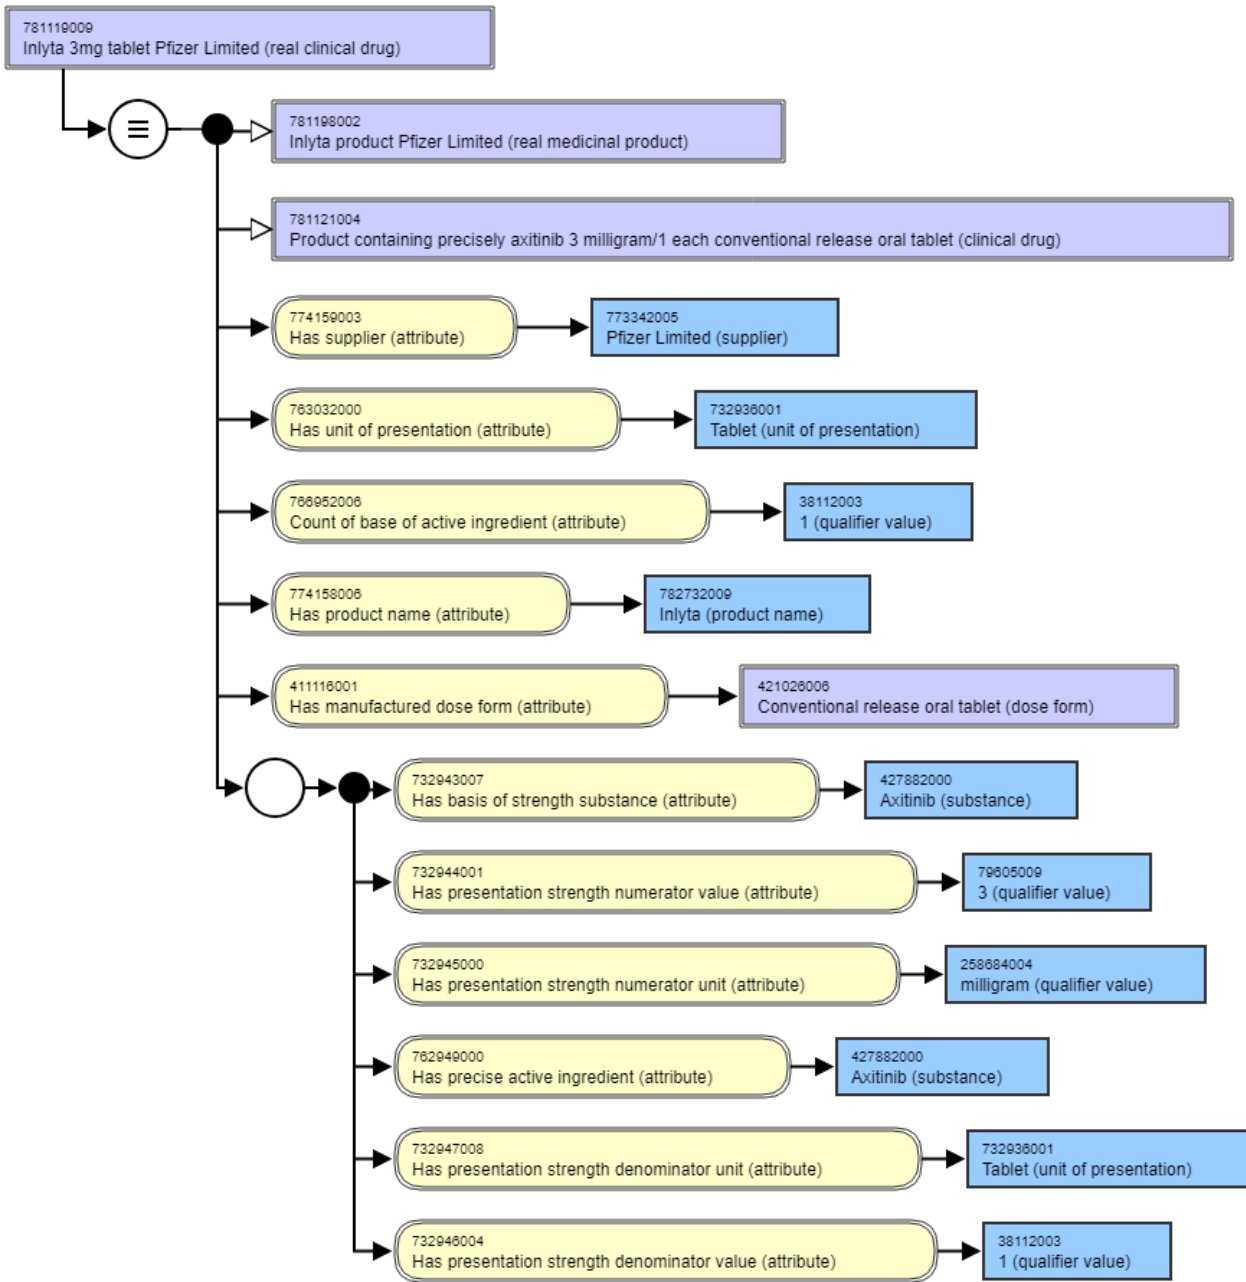 781119009
Inlyta 3mg tablet Pfizer Limited (real clinical drug)
781198002
Inlyta product Pfizer Limited (real medicinal product)
781121004
Product containing precisely axitinib 3 milligram/1 each conventional release oral tablet (clinical drug)
774159003
Has supplier (attribute)
773342005
Pfizer Limited (supplier)
763032000
Has unit of presentation (attribute)
732936001
Tablet (unit of presentation)
766952006
Count of base of active ingredient (attribute)
38112003
1 (qualifier value)
774158006
Has product name (attribute)
782732009
Inlyta (product name)
411116001
Has manufactured dose form (attribute)
421026006
Conventional release oral tablet (dose form)
732943007
Has basis of strength substance (attribute)
427882000
Axitinib (substance)
732944001
Has presentation strength numerator value (attribute)
79605009
3 (qualifier value)
732945000
Has presentation strength numerator unit (attribute)
258684004
milligram (qualifier value)
762949000
Has precise active ingredient (attribute)
427882000
Axitinib (substance)
732947008
Has presentation strength denominator unit (attribute)
732936001
Tablet (unit of presentation)
732946004
Has presentation strength denominator value (attribute)
38112003
1 (qualifier value)